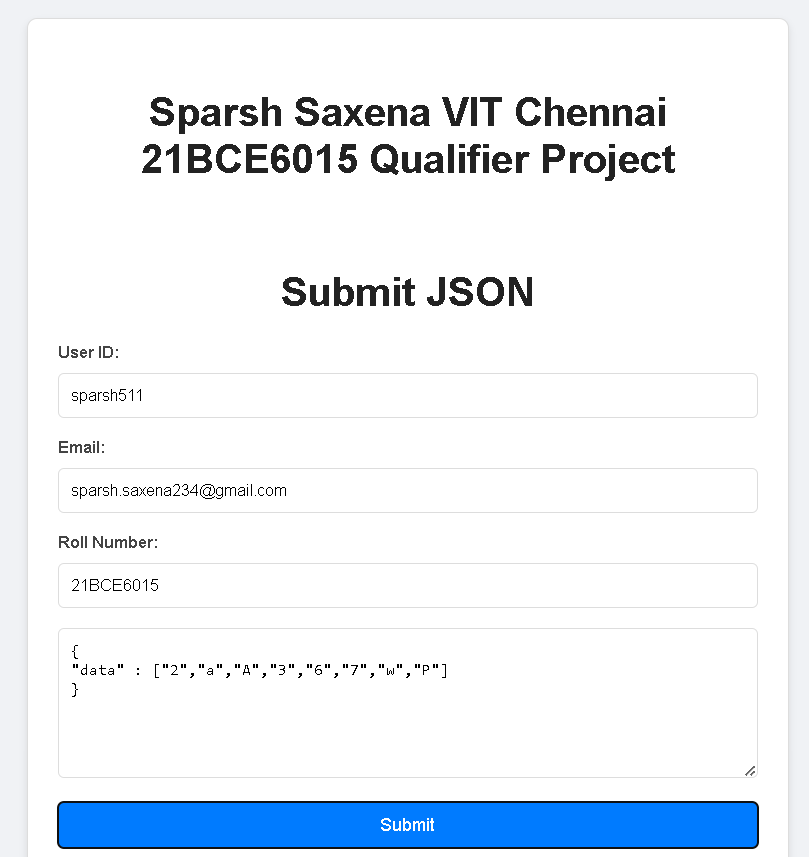 Sparsh Saxena VIT Chennai
21BCE6015 Qualifier Project
Submit JSON
User ID:
sparsh511
Email:
sparsh.saxena234@gmail.com
Roll Number:
21BCE6015
{
"data" : ["2","a","A","3","6","7","w","P"]
}
Submit